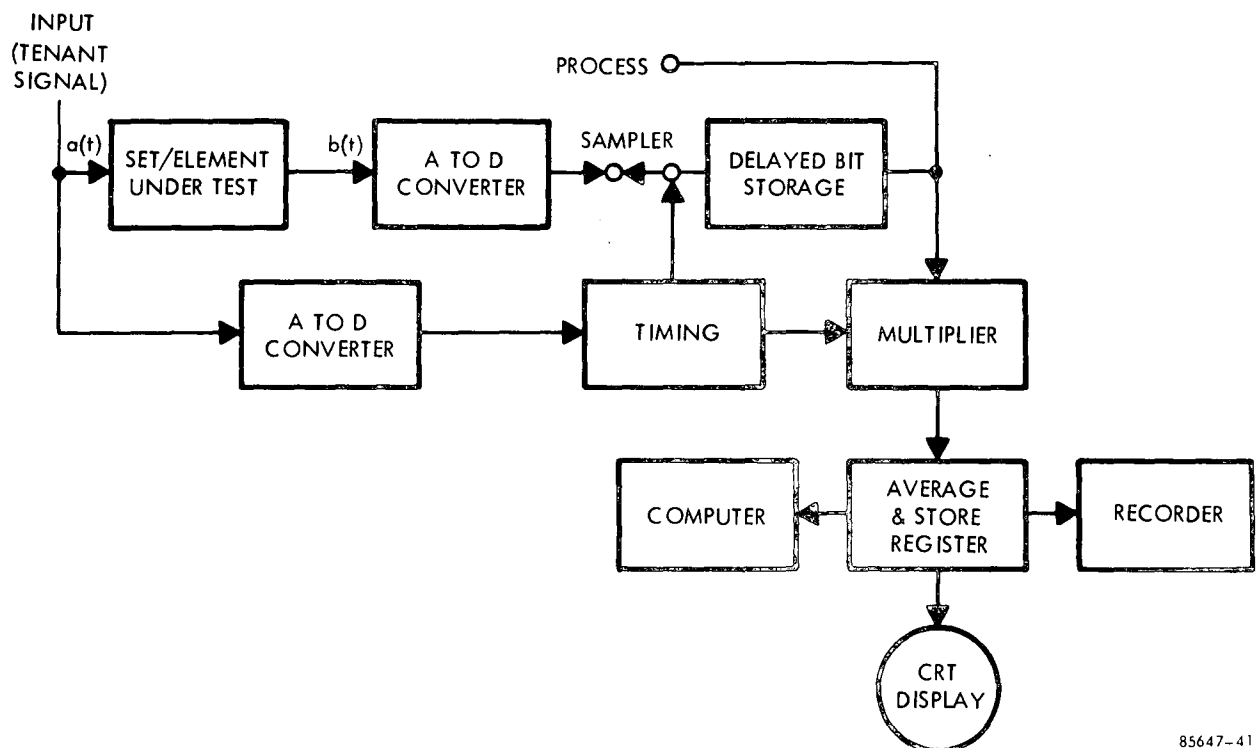 INPUT
(TENANT
SIGNAL)
PROCESS
a(t)
SET/ELEMENT
UNDER TEST
b(t)
A TO D
CONVERTER
SAMPLER
DELAYED BIT
STORAGE
A TO D
CONVERTER
TIMING
MULTIPLIER
COMPUTER
AVERAGE
& STORE
REGISTER
RECORDER
CRT
DISPLAY
85647-41